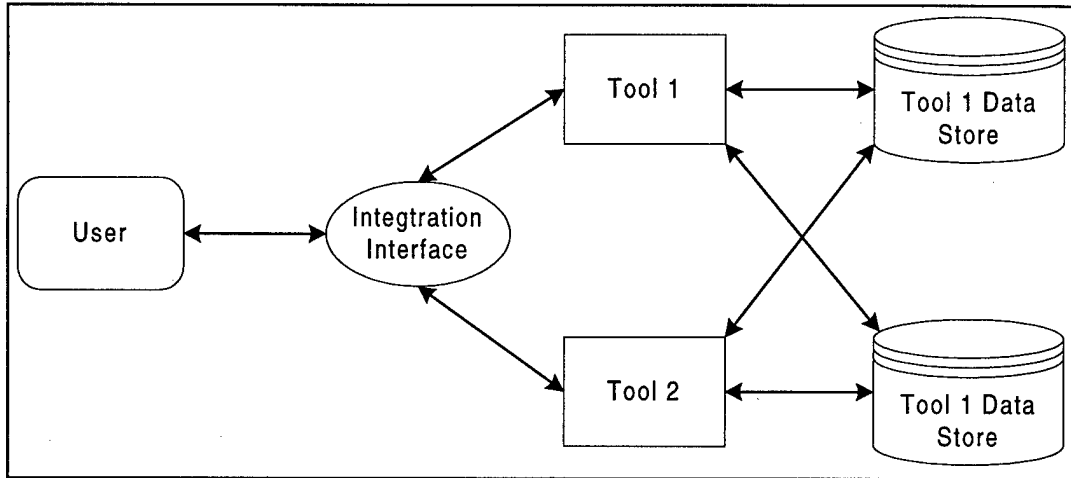 Tool 1
Tool 1 Data
Store
User
Integtration
Interface
Tool 2
Tool 1 Data
Store